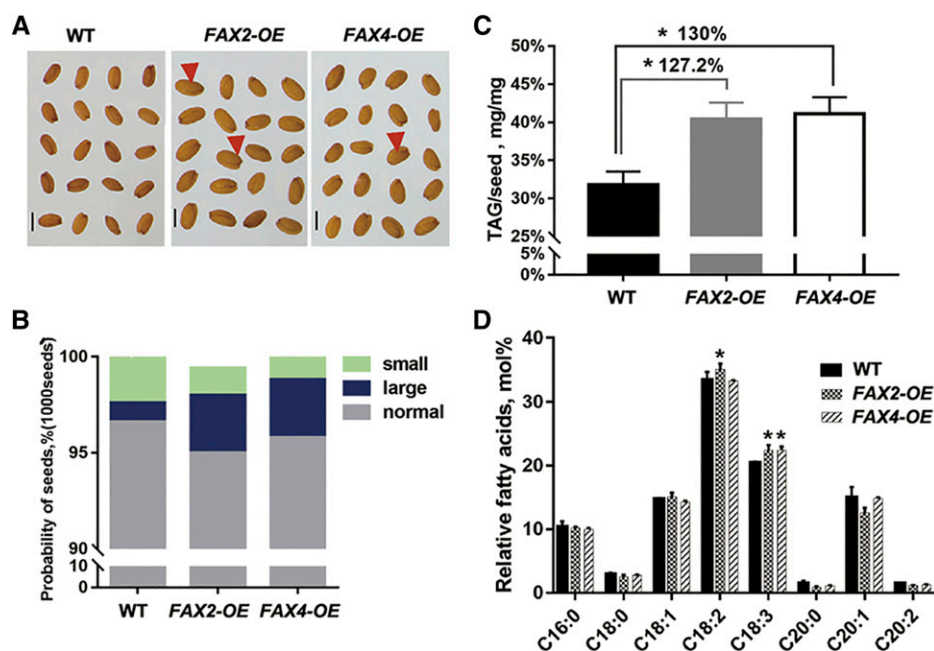 A
WT
FAX2-OE
FAX4-OE
B
Probability of seeds,%(1000seeds)
100
95
90
10
0
small
large
normal
WT
FAX2-OE
FAX4-OE
C
TAG/seed , mg/mg
50%
45%
40%
35%
30%
25%
5%
0%
* 130%
* 127.2%
WT
FAX2-OE
FAX4-OE
D
Relative fatty acids, mol%
40
30
20
10
0
*
* *
WT
FAX2-OE
FAX4-OE
C16:0
C18:0
C18:1
C18:2
C18:3
C20:0
C20:1
C20:2